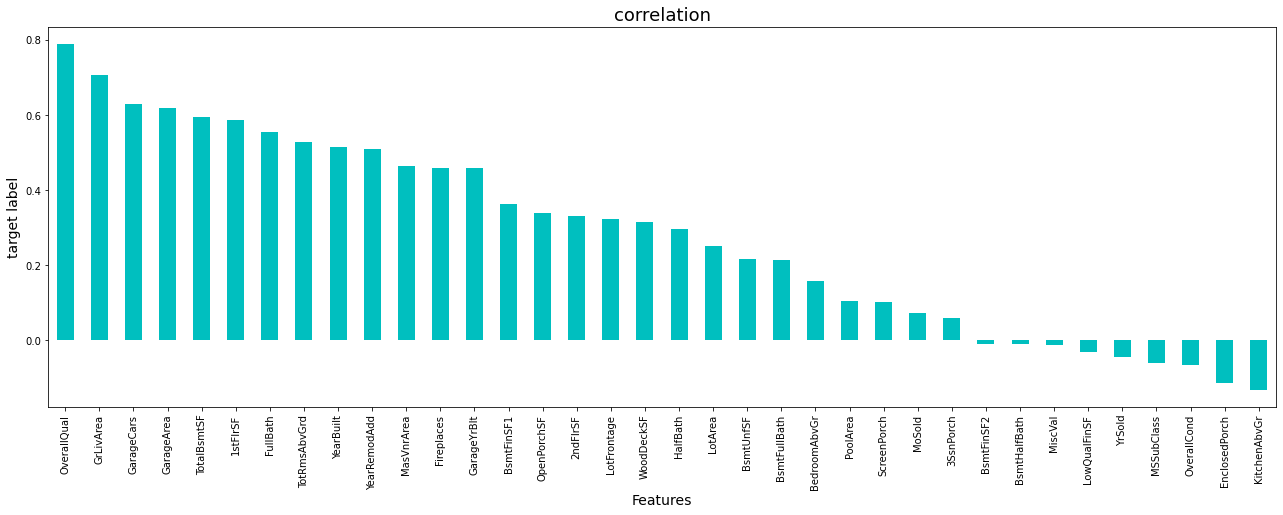 correlation
target label
0.8
0.6
0.4
0.2
0.0
OverallQual
GrLivArea
GarageCars
GarageArea
TotalBsmtSF
1stFlrSF
FullBath
TotRmsAbvGrd
YearBuilt
YearRemodAdd
MasVnrArea
Fireplaces
GarageYrBlt
BsmtFinSF1
OpenPorchSF
2ndFlrSF
LotFrontage
WoodDeckSF
HalfBath
LotArea
BsmtUnfSF
BsmtFullBath
BedroomAbvGr
PoolArea
ScreenPorch
MoSold
3SsnPorch
BsmtFinSF2
BsmtHalfBath
MiscVal
LowQualFinSF
YrSold
MSSubClass
OverallCond
EnclosedPorch
KitchenAbvGr
Features